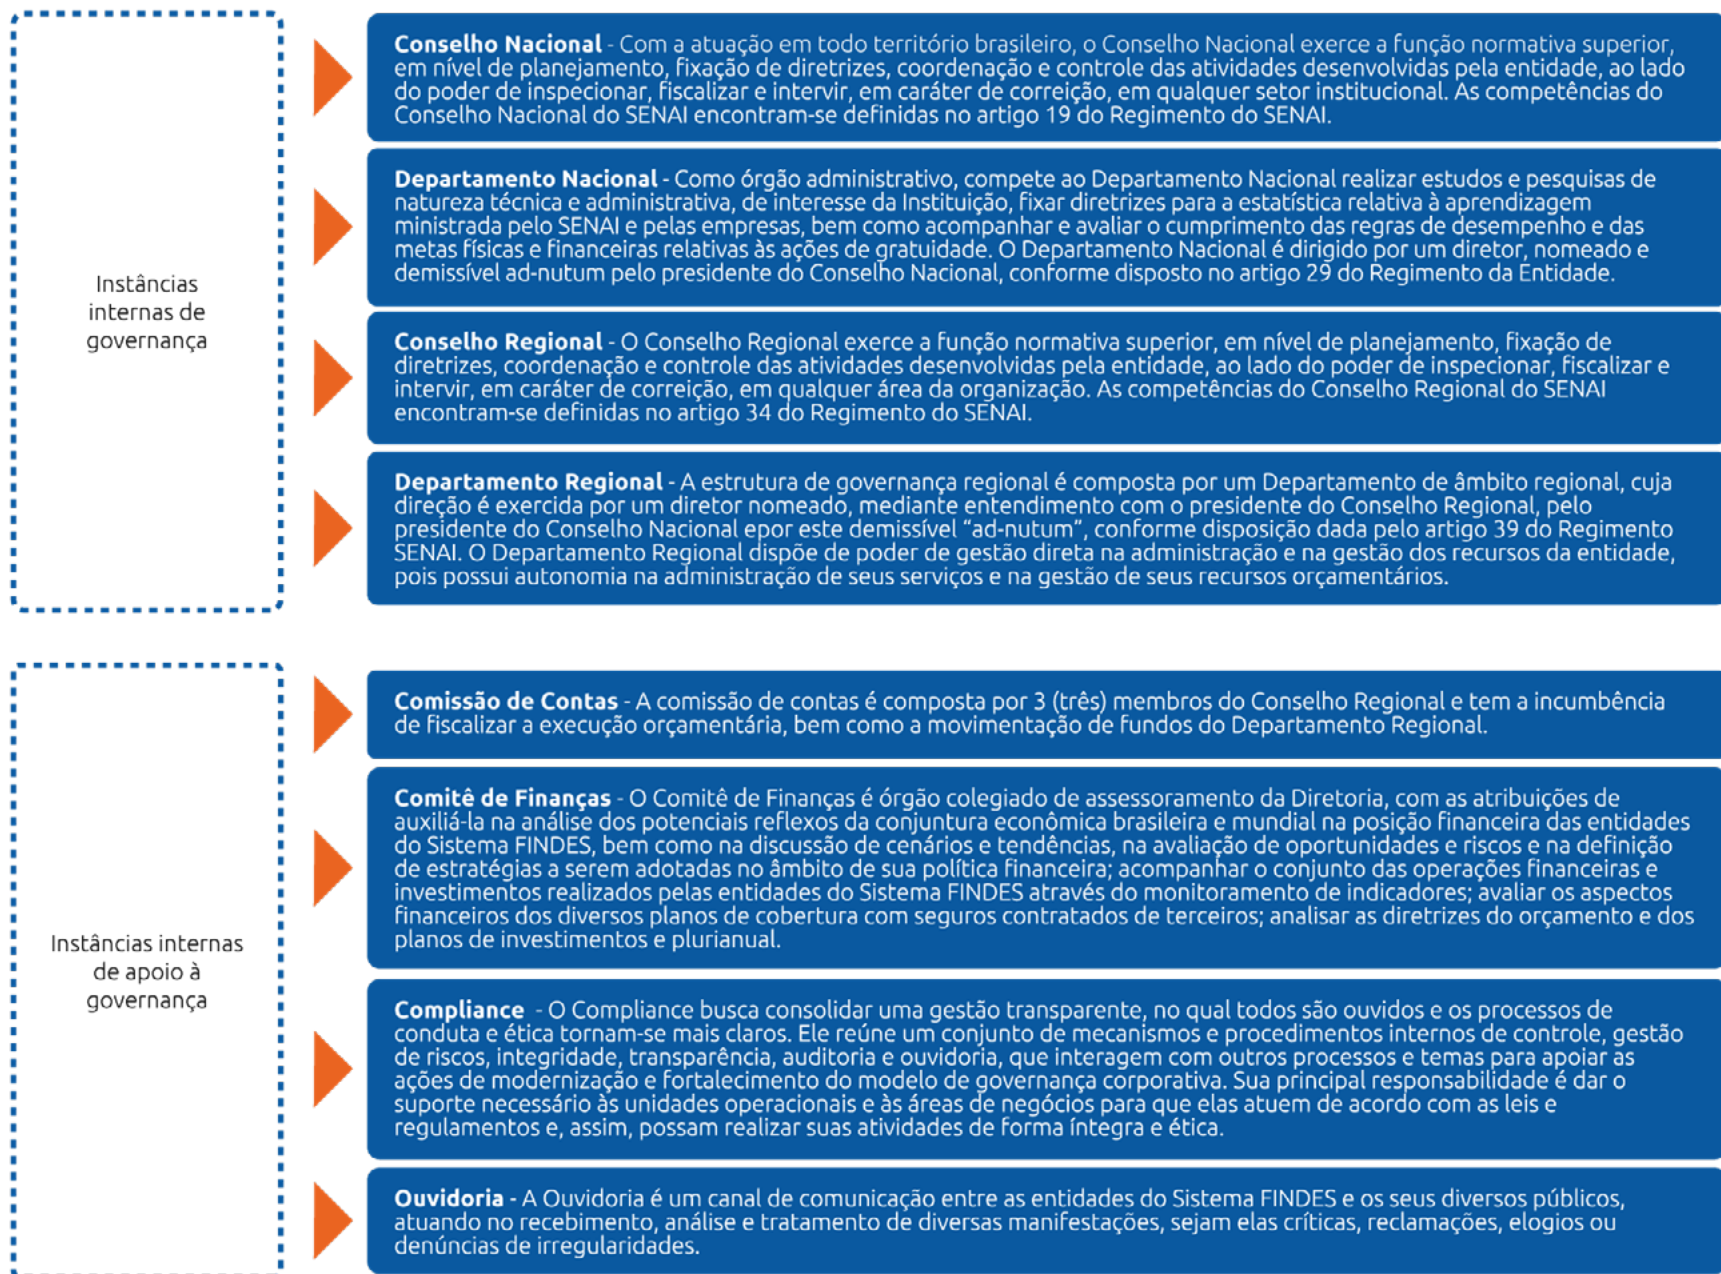 Instâncias
internas de
governança
Conselho Nacional - Com a atuação em todo território brasileiro, o Conselho Nacional exerce a função normativa superior,
em nível de planejamento, fixação de diretrizes, coordenação e controle das atividades desenvolvidas pela entidade, ao lado
do poder de inspecionar, fiscalizar e intervir, em caráter de correição, em qualquer setor institucional. As competências do
Conselho Nacional do SENAI encontram-se definidas no artigo 19 do Regimento do SENAI.
Departamento Nacional - Como órgão administrativo, compete ao Departamento Nacional realizar estudos e pesquisas de
natureza técnica e administrativa, de interesse da Instituição, fixar diretrizes para a estatística relativa à aprendizagem
ministrada pelo SENAI e pelas empresas, bem como acompanhar e avaliar o cumprimento das regras de desempenho e das
metas físicas e financeiras relativas às ações de gratuidade. O Departamento Nacional é dirigido por um diretor, nomeado e
demissível ad-nutum pelo presidente do Conselho Nacional, conforme disposto no artigo 29 do Regimento da Entidade.
Conselho Regional - O Conselho Regional exerce a função normativa superior, em nível de planejamento, fixação de
diretrizes, coordenação e controle das atividades desenvolvidas pela entidade, ao lado do poder de inspecionar, fiscalizar e
intervir, em caráter de correição, em qualquer área da organização. As competências do Conselho Regional do SENAI
encontram-se definidas no artigo 34 do Regimento do SENAI.
Departamento Regional - A estrutura de governança regional é composta por um Departamento de âmbito regional, cuja
direção é exercida por um diretor nomeado, mediante entendimento com o presidente do Conselho Regional, pelo
presidente do Conselho Nacional epor este demissível “ad-nutum”, conforme disposição dada pelo artigo 39 do Regimento
SENAI. O Departamento Regional dispõe de poder de gestão direta na administração e na gestão dos recursos da entidade,
pois possui autonomia na administração de seus serviços e na gestão de seus recursos orçamentários.
Instâncias internas
de apoio à
governança
Comissão de Contas - A comissão de contas é composta por 3 (três) membros do Conselho Regional e tem a incumbência
de fiscalizar a execução orçamentária, bem como a movimentação de fundos do Departamento Regional.
Comitê de Finanças - O Comitê de Finanças é órgão colegiado de assessoramento da Diretoria, com as atribuições de
auxiliá-la na análise dos potenciais reflexos da conjuntura econômica brasileira e mundial na posição financeira das entidades
do Sistema FINDES, bem como na discussão de cenários e tendências, na avaliação de oportunidades e riscos e na definição
de estratégias a serem adotadas no âmbito de sua política financeira; acompanhar o conjunto das operações financeiras e
investimentos realizados pelas entidades do Sistema FINDES através do monitoramento de indicadores; avaliar os aspectos
financeiros dos diversos planos de cobertura com seguros contratados de terceiros; analisar as diretrizes do orçamento e dos
planos de investimentos e plurianual.
Compliance - O Compliance busca consolidar uma gestão transparente, no qual todos são ouvidos e os processos de
conduta e ética tornam-se mais claros. Ele reúne um conjunto de mecanismos e procedimentos internos de controle, gestão
de riscos, integridade, transparência, auditoria e ouvidoria, que interagem com outros processos e temas para apoiar as
ações de modernização e fortalecimento do modelo de governança corporativa. Sua principal responsabilidade é dar o
suporte necessário às unidades operacionais e às áreas de negócios para que elas atuem de acordo com as leis e
regulamentos e, assim, possam realizar suas atividades de forma íntegra e ética.
Ouvidoria - A Ouvidoria é um canal de comunicação entre as entidades do Sistema FINDES e os seus diversos públicos,
atuando no recebimento, análise e tratamento de diversas manifestações, sejam elas críticas, reclamações, elogios ou
denúncias de irregularidades.